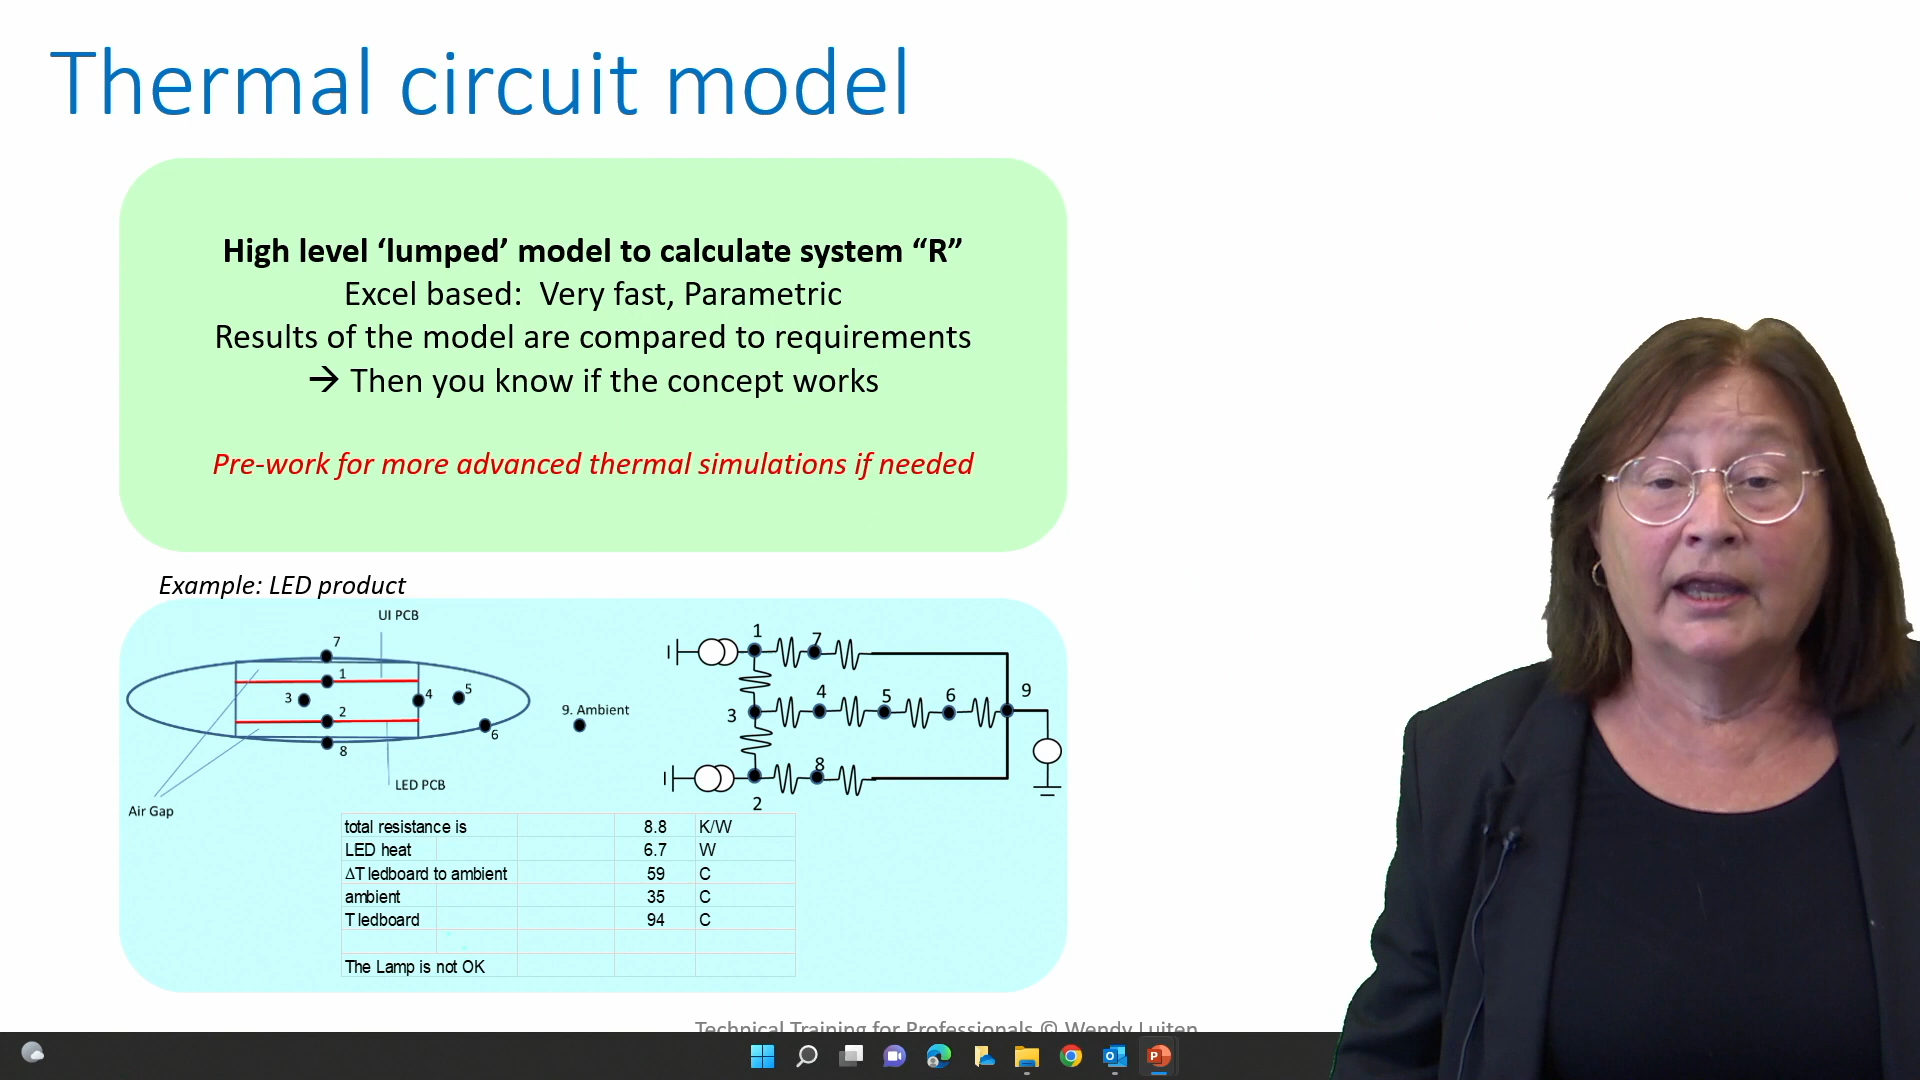 Thermal circuit model
High level ‘lumped’ model to calculate system “R”
Excel based: Very fast, Parametric
Results of the model are compared to requirements
→ Then you know if the concept works
Pre-work for more advanced thermal simulations if needed
Example: LED product
UI PCB
7
1
3
4
5
2
6
8
9. Ambient
LED PCB
Air Gap
1
7
3
4
5
6
9
8
2
total resistance is 8.8 K/W
LED heat 6.7 W
ΔT ledboard to ambient 59 C
ambient 35 C
T ledboard 94 C
The Lamp is not OK
Technical Training for Professionals © Wendy Luiten